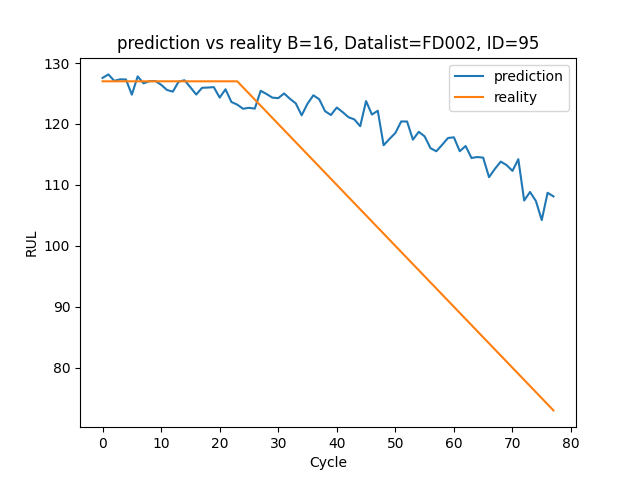 prediction vs reality B=16, Datalist=FD002, ID=95
prediction
reality
RUL
130
120
110
100
90
80
0 10 20 30 40 50 60 70 80
Cycle